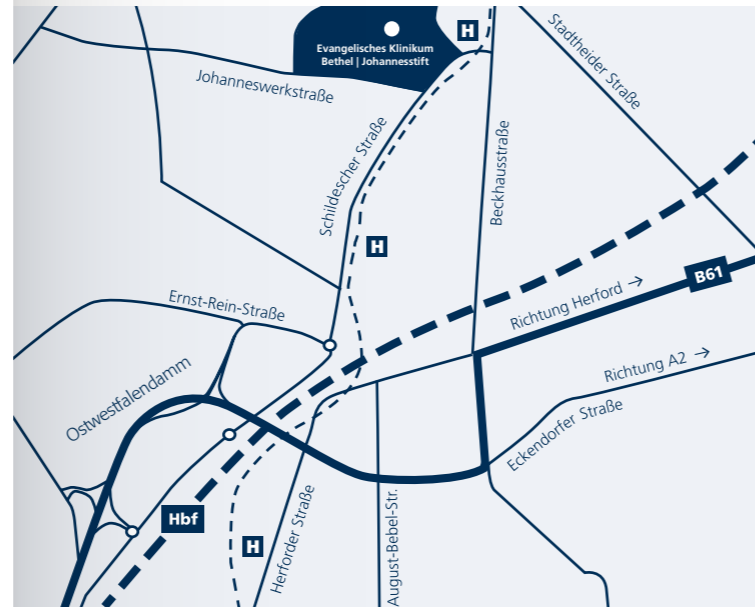 H
Evangelisches Klinikum
Bethel | Johannesstift
Stadtheider Straße
Johanneswerkstraße
Schildescher Straße
Beckhausstraße
H
B61
Richtung Herford →
Ernst-Rein-Straße
Richtung A2 →
Ostwestfalendamm
Eckendorfer Straße
Hbf
H
Herforder Straße
August-Bebel-Str.